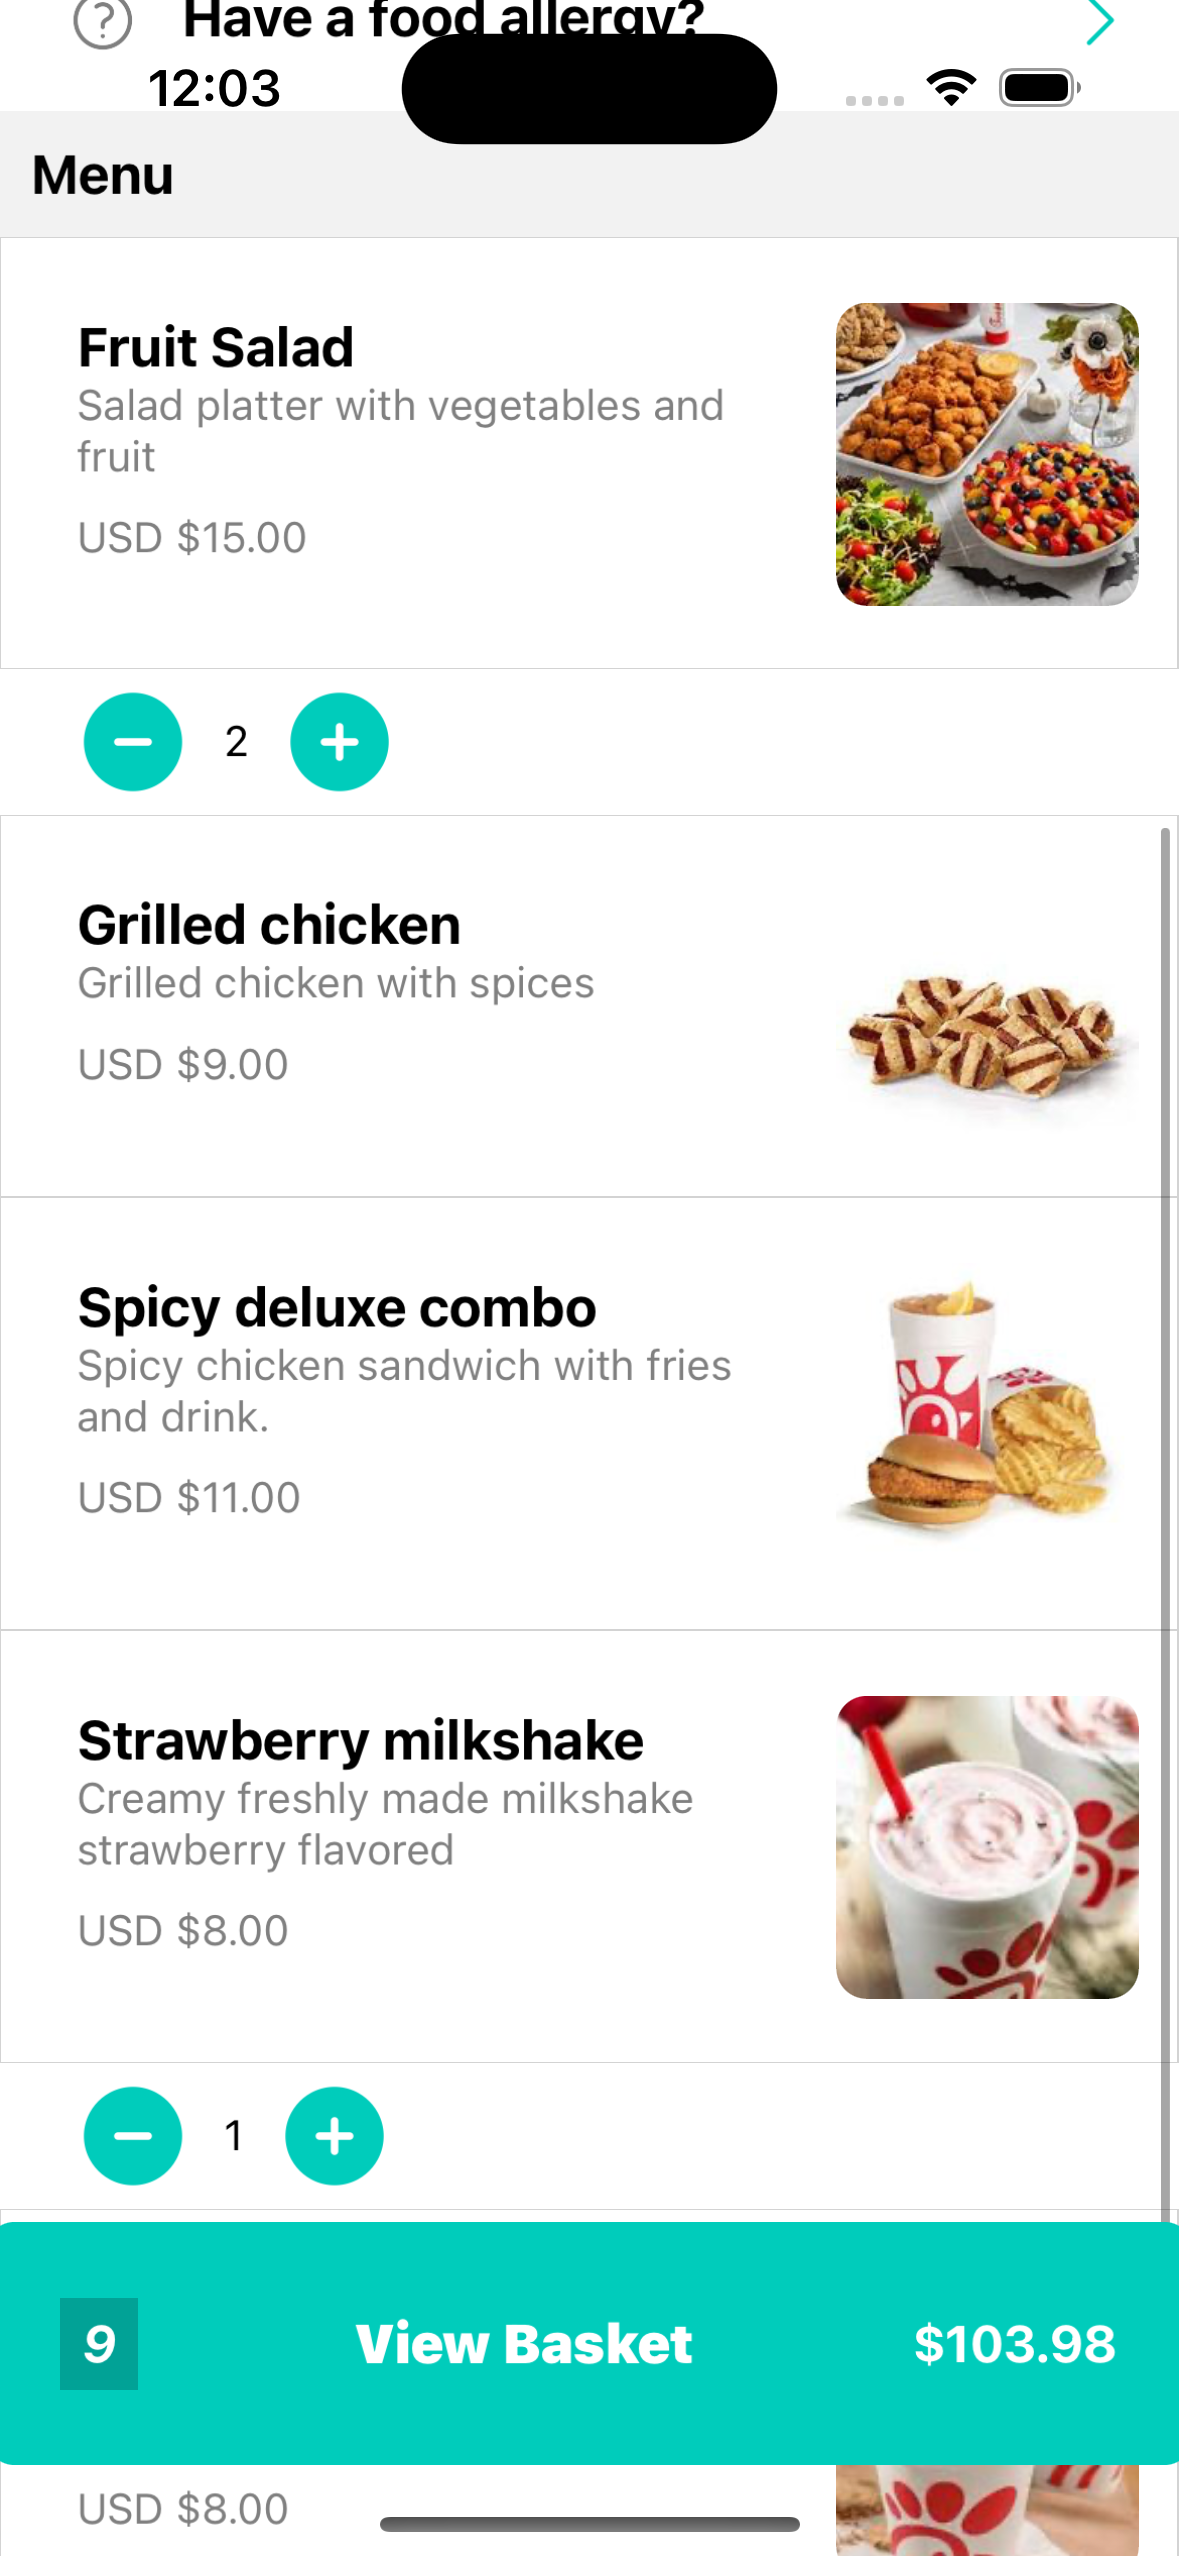 Have a food allergy?
12:03
Menu
Fruit Salad
Salad platter with vegetables and
fruit
USD $15.00
2
Grilled chicken
Grilled chicken with spices
USD $9.00
Spicy deluxe combo
Spicy chicken sandwich with fries
and drink.
USD $11.00
Strawberry milkshake
Creamy freshly made milkshake
strawberry flavored
USD $8.00
1
9 View Basket $103.98
USD $8.00